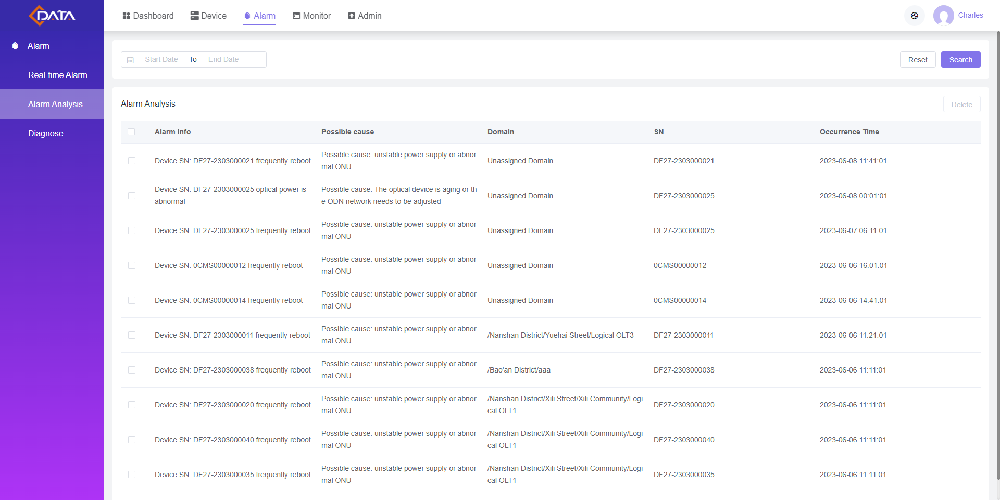 DATA
Dashboard
Device
Alarm
Monitor
Admin
Charles
Alarm
Real-time Alarm
Alarm Analysis
Diagnose
Start Date To End Date
Reset
Search
Alarm Analysis
Delete
Alarm info Possible cause Domain SN Occurrence Time
Device SN: DF27-2303000021 frequently reboot
Possible cause: unstable power supply or abnor
mal ONU
Unassigned Domain
DF27-2303000021
2023-06-08 11:41:01
Device SN: DF27-2303000025 optical power is
abnormal
Possible cause: The optical device is aging or th
e ODN network needs to be adjusted
Unassigned Domain
DF27-2303000025
2023-06-08 00:01:01
Device SN: DF27-2303000025 frequently reboot
Possible cause: unstable power supply or abnor
mal ONU
Unassigned Domain
DF27-2303000025
2023-06-07 06:11:01
Device SN: 0CMS00000012 frequently reboot
Possible cause: unstable power supply or abnor
mal ONU
Unassigned Domain
0CMS00000012
2023-06-06 16:01:01
Device SN: 0CMS00000014 frequently reboot
Possible cause: unstable power supply or abnor
mal ONU
Unassigned Domain
0CMS00000014
2023-06-06 14:41:01
Device SN: DF27-2303000011 frequently reboot
Possible cause: unstable power supply or abnor
mal ONU
/Nanshan District/Yuehai Street/Logical OLT3
DF27-2303000011
2023-06-06 11:21:01
Device SN: DF27-2303000038 frequently reboot
Possible cause: unstable power supply or abnor
mal ONU
/Bao'an District/aaa
DF27-2303000038
2023-06-06 11:11:01
Device SN: DF27-2303000020 frequently reboot
Possible cause: unstable power supply or abnor
mal ONU
/Nanshan District/Xili Street/Xili Community/Logi
cal OLT1
DF27-2303000020
2023-06-06 11:11:01
Device SN: DF27-2303000040 frequently reboot
Possible cause: unstable power supply or abnor
mal ONU
/Nanshan District/Xili Street/Xili Community/Logi
cal OLT1
DF27-2303000040
2023-06-06 11:11:01
Device SN: DF27-2303000035 frequently reboot
Possible cause: unstable power supply or abnor
mal ONU
/Nanshan District/Xili Street/Xili Community/Logi
cal OLT1
DF27-2303000035
2023-06-06 11:11:01